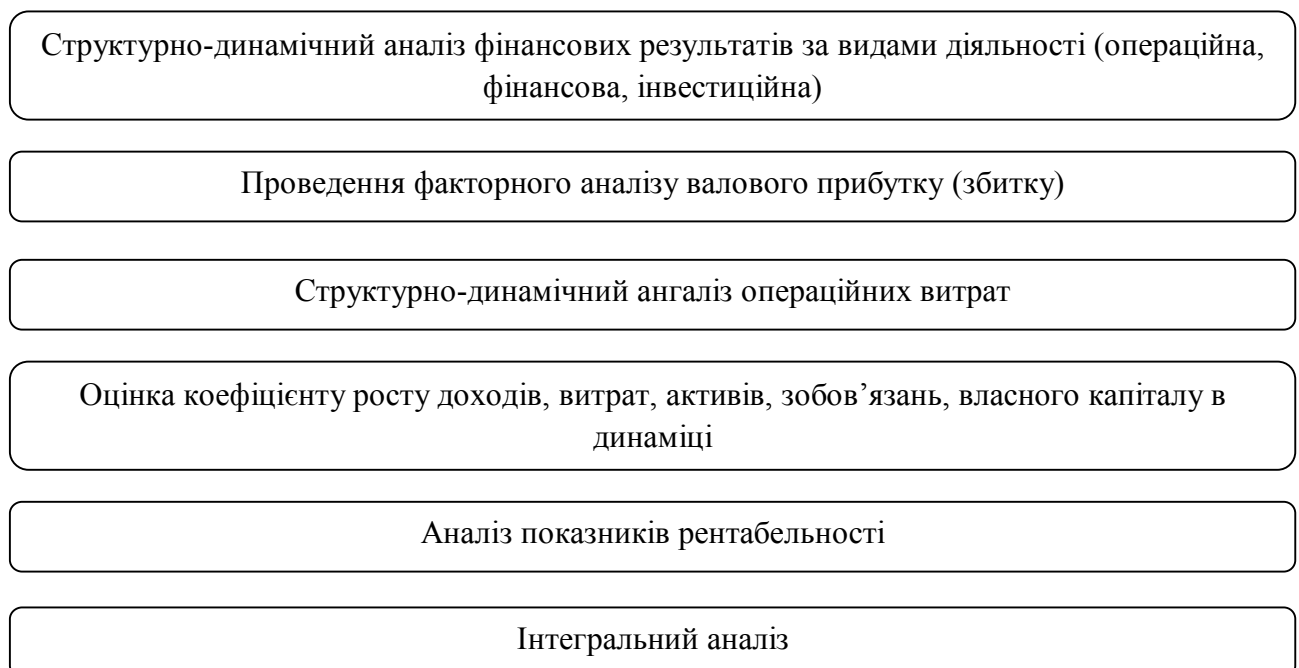 Структурно-динамічний аналіз фінансових результатів за видами діяльності (операційна,
фінансова, інвестиційна)
Проведення факторного аналізу валового прибутку (збитку)
Структурно-динамічний ангаліз операційних витрат
Оцінка коефіцієнту росту доходів, витрат, активів, зобов’язань, власного капіталу в
динаміці
Аналіз показників рентабельності
Інтегральний аналіз